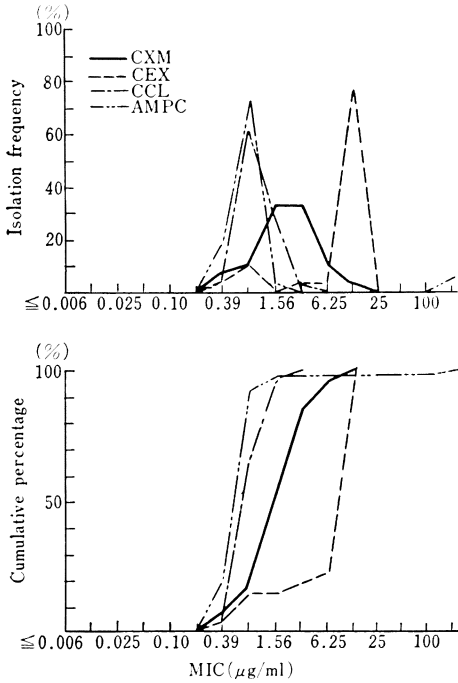 (%)
100
80
60
40
20
Isolation frequency
CXM
CEX
CCL
AMPC
≦0.006 0.025 0.10 0.39 1.56 6.25 25 100
(%)
100
50
Cumulative percentage
≦0.006 0.025 0.10 0.39 1.56 6.25 25 100
MIC(μg/ml)